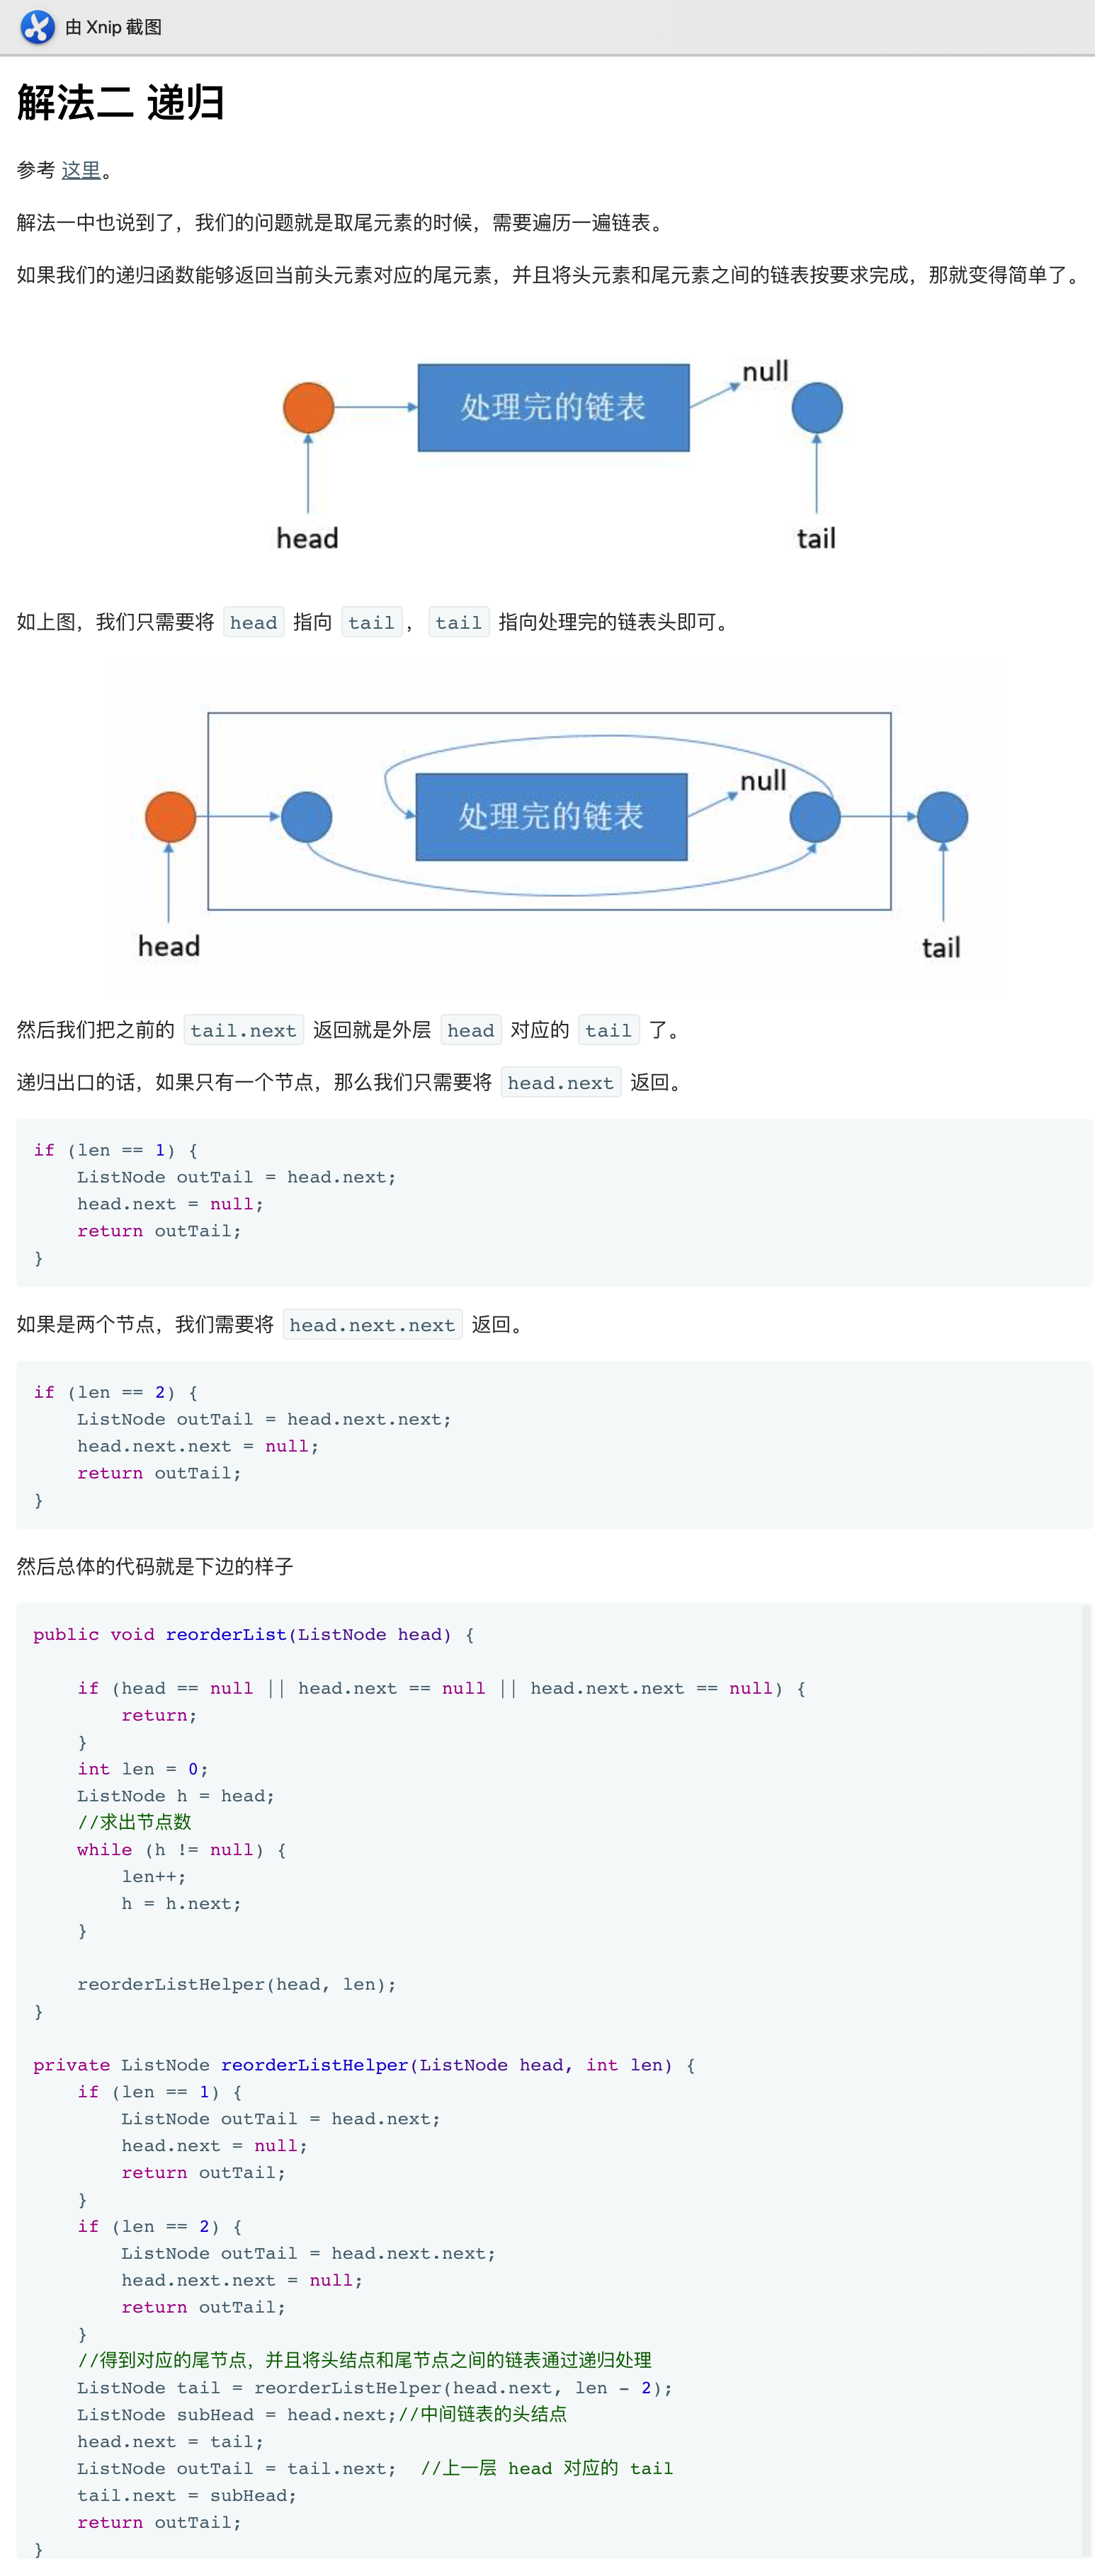 由 Xnip 截图
解法二 递归
参考 这里。
解法一中也说到了，我们的问题就是取尾元素的时候，需要遍历一遍链表。
如果我们的递归函数能够返回当前头元素对应的尾元素，并且将头元素和尾元素之间的链表按要求完成，那就变得简单了。
null
处理完的链表
head
tail
如上图，我们只需要将 head 指向 tail，tail 指向处理完的链表头即可。
null
处理完的链表
head
tail
然后我们把之前的 tail.next 返回就是外层 head 对应的 tail 了。
递归出口的话，如果只有一个节点，那么我们只需要将 head.next 返回。
if (len == 1) {
    ListNode outTail = head.next;
    head.next = null;
    return outTail;
}
如果是两个节点，我们需要将 head.next.next 返回。
if (len == 2) {
    ListNode outTail = head.next.next;
    head.next.next = null;
    return outTail;
}
然后总体的代码就是下边的样子
public void reorderList(ListNode head) {
    if (head == null || head.next == null || head.next.next == null) {
        return;
    }
    int len = 0;
    ListNode h = head;
    //求出节点数
    while (h != null) {
        len++;
        h = h.next;
    }
    reorderListHelper(head, len);
}
private ListNode reorderListHelper(ListNode head, int len) {
    if (len == 1) {
        ListNode outTail = head.next;
        head.next = null;
        return outTail;
    }
    if (len == 2) {
        ListNode outTail = head.next.next;
        head.next.next = null;
        return outTail;
    }
    //得到对应的尾节点，并且将头结点和尾节点之间的链表通过递归处理
    ListNode tail = reorderListHelper(head.next, len - 2);
    ListNode subHead = head.next;//中间链表的头结点
    head.next = tail;
    ListNode outTail = tail.next;  //上一层 head 对应的 tail
    tail.next = subHead;
    return outTail;
}